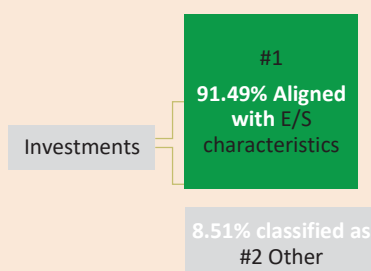 #1
91.49% Aligned
with E/S
characteristics
Investments
8.51% classified as
#2 Other